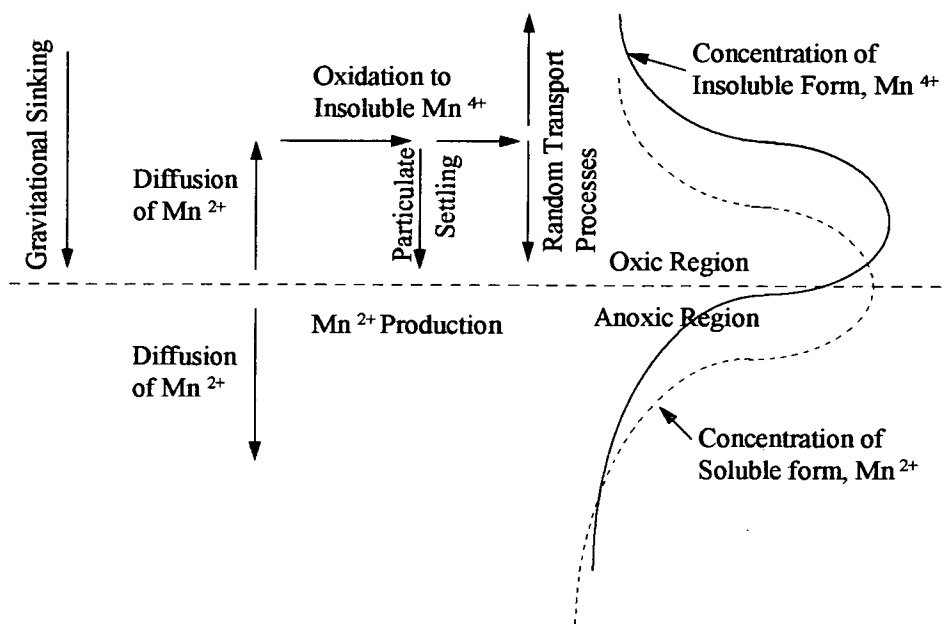 Gravitational Sinking
Diffusion
of Mn 2+
Oxidation to
Insoluble Mn 4+
Particulate
Settling
Random Transport
Processes
Concentration of
Insoluble Form, Mn 4+
Oxic Region
Mn 2+ Production
Anoxic Region
Diffusion
of Mn 2+
Concentration of
Soluble form, Mn 2+